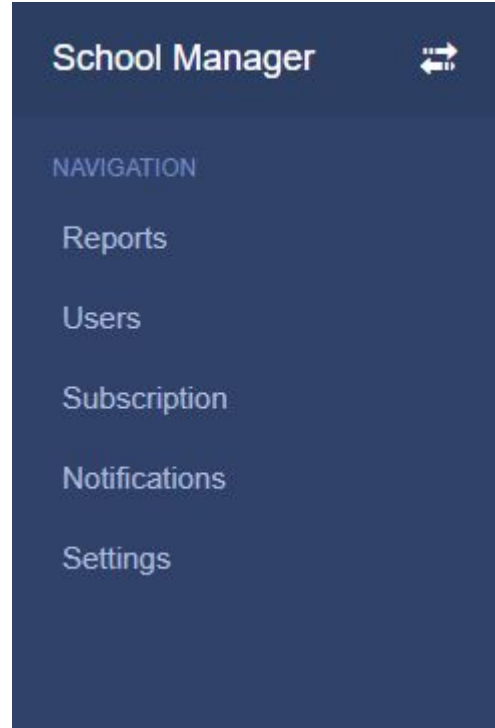 School Manager
NAVIGATION
Reports
Users
Subscription
Notifications
Settings